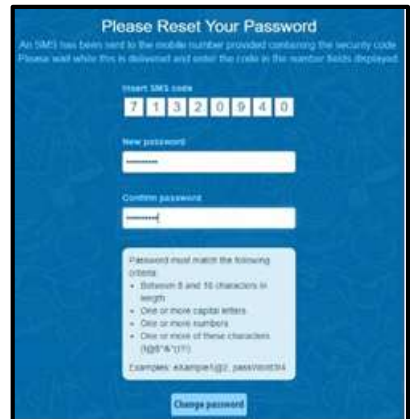 Please Reset Your Password
An SMS has been sent to the mobile number provided containing the security code
Please wait while this is delivered and enter the code in the number fields displayed
Insert SMS code
7 1 3 2 0 9 4 0
New password
Confirm password
Password must match the following
criteria:
• Between 8 and 16 characters in
length
• One or more capital letters
• One or more numbers
• One or more of these characters
Examples:
Change password